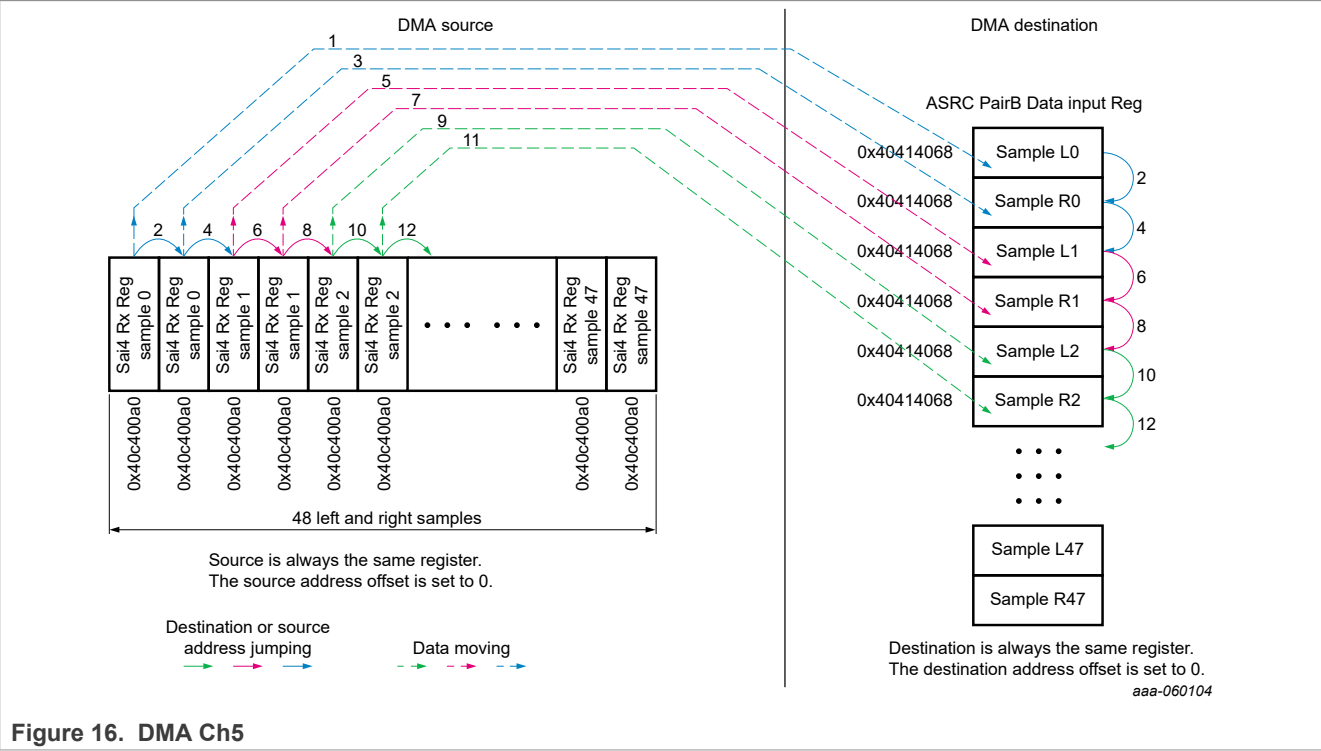 DMA source
DMA destination
1
3
5
7
9
11
ASRC PairB Data input Reg
2
4
6
8
10
12
Sai4 Rx Reg
sample 0
Sai4 Rx Reg
sample 0
Sai4 Rx Reg
sample 1
Sai4 Rx Reg
sample 1
Sai4 Rx Reg
sample 2
Sai4 Rx Reg
sample 2
Sai4 Rx Reg
sample 47
Sai4 Rx Reg
sample 47
0x40c400a0
0x40c400a0
0x40c400a0
0x40c400a0
0x40c400a0
0x40c400a0
0x40c400a0
0x40c400a0
48 left and right samples
Source is always the same register.
The source address offset is set to 0.
Destination or source
address jumping
Data moving
0x40414068
Sample L0
2
0x40414068
Sample R0
4
0x40414068
Sample L1
6
0x40414068
Sample R1
8
0x40414068
Sample L2
10
0x40414068
Sample R2
12
Sample L47
Sample R47
Destination is always the same register.
The destination address offset is set to 0.
aaa-060104
Figure 16. DMA Ch5